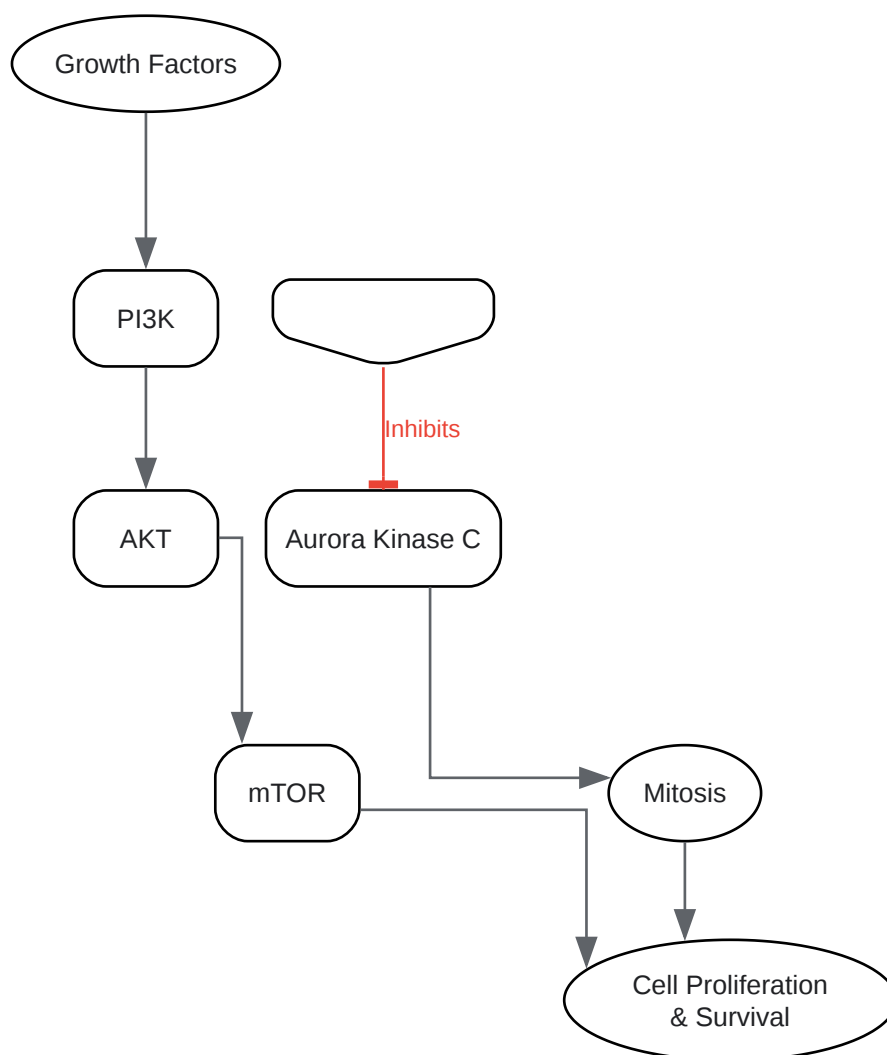 Growth Factors
PI3K
Inhibits
AKT
Aurora Kinase C
mTOR
Mitosis
Cell Proliferation
& Survival